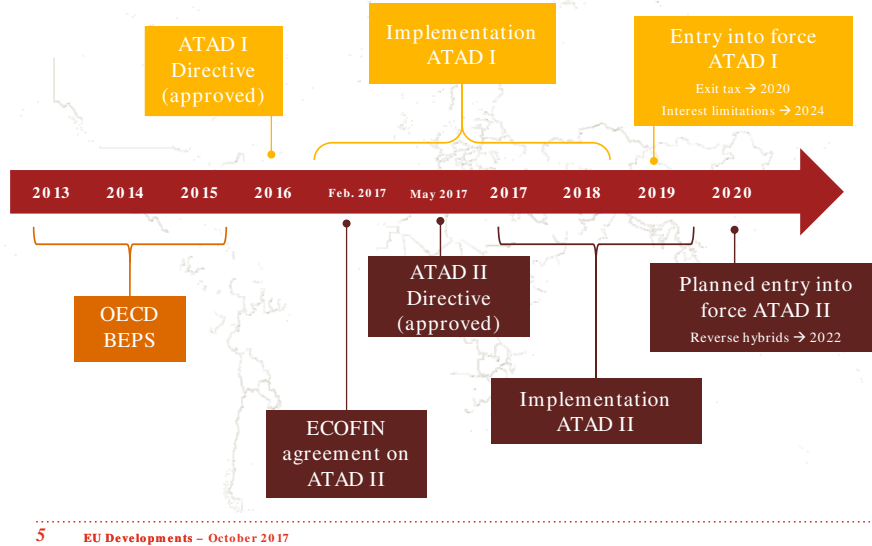 ATAD I
Directive
(approved)
Implementation
ATAD I
Entry into force
ATAD I
Exit tax → 2020
Interest limitations → 2024
2013 2014 2015 2016 Feb. 2017 May 2017 2017 2018 2019 2020
OECD
BEPS
ECOFIN
agreement on
ATAD II
ATAD II
Directive
(approved)
Implementation
ATAD II
Planned entry into
force ATAD II
Reverse hybrids → 2022
5 EU Developments – October 2017